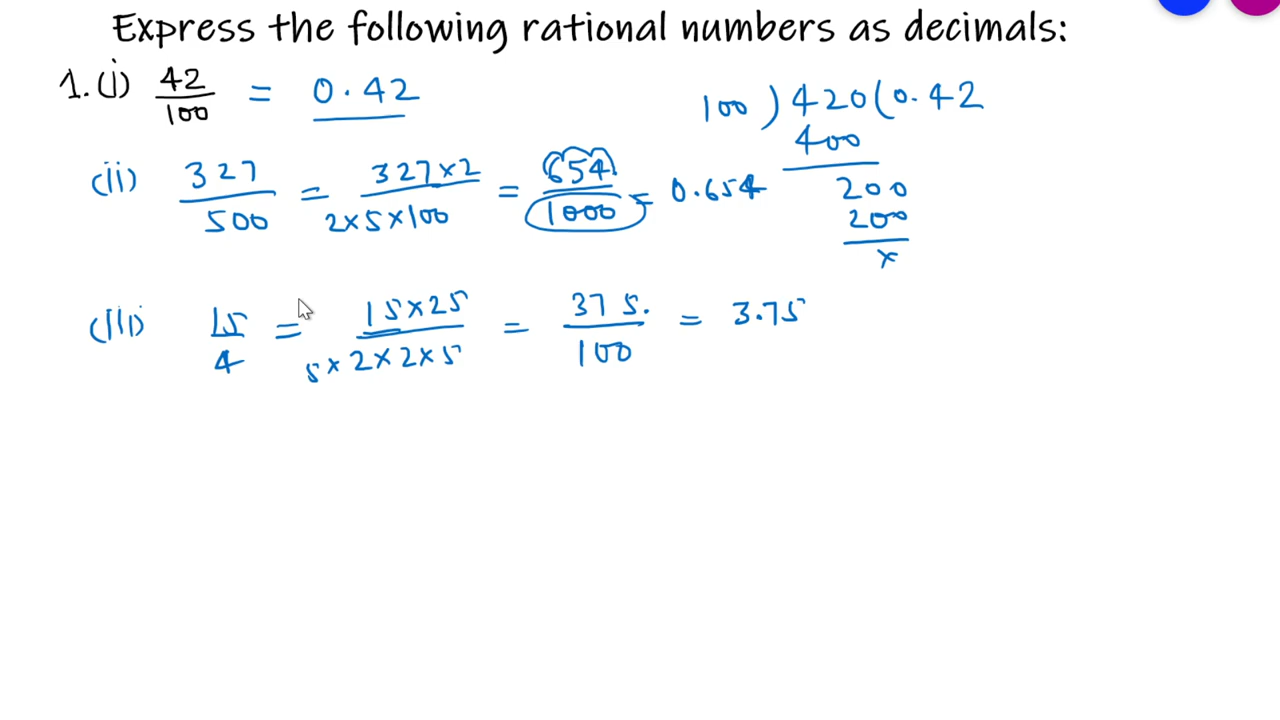 Express the following rational numbers as decimals:
1.(i) 42/100 = 0.42
100 ) 420 ( 0.42
400
200
200
x
(ii) 327/500 = 327×2/2×5×100 = 654/1000 = 0.654
(iii) 15/4 = 15×25/5×2×2×5 = 375./100 = 3.75